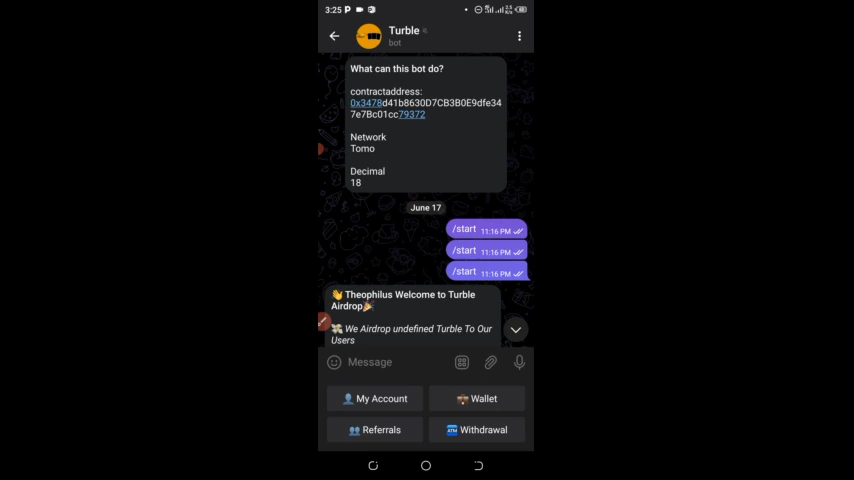 3:25 P
Turble
bot
What can this bot do?
contractaddress:
0x3478d41b8630D7CB3B0E9dfe34
7e7Bc01cc79372
Network
Tomo
Decimal
18
June 17
/start 11:16 PM
/start 11:16 PM
/start 11:16 PM
👋 Theophilus Welcome to Turble
Airdrop🎉
💸 We Airdrop undefined Turble To Our
Users
Message
My Account
Wallet
Referrals
ATM Withdrawal